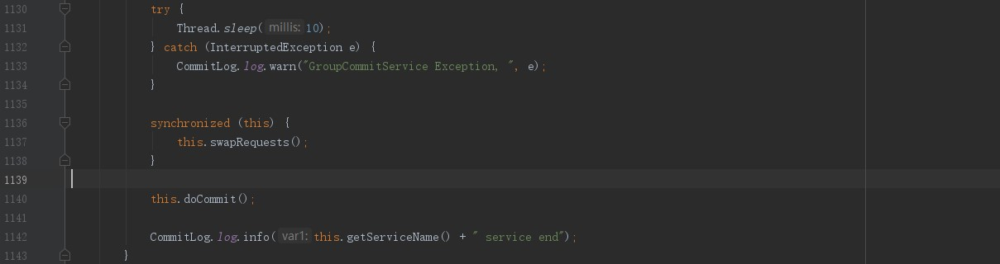 1130 try {
1131 Thread.sleep( millis: 10);
1132 } catch (InterruptedException e) {
1133 CommitLog.log.warn("GroupCommitService Exception, ", e);
1134 }
1135
1136 synchronized (this) {
1137 this.swapRequests();
1138 }
1139
1140 this.doCommit();
1141
1142 CommitLog.log.info( var1: this.getServiceName() + " service end");
1143 }